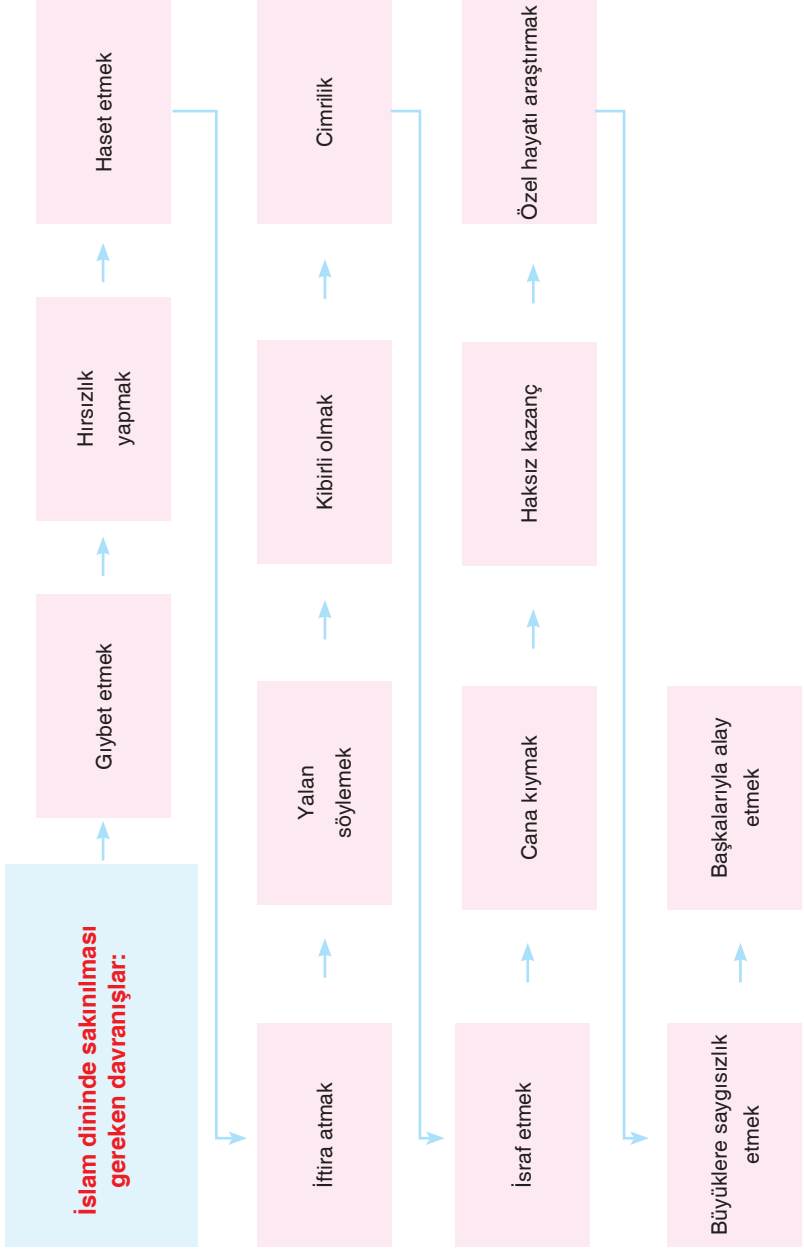 İslam dininde sakınılması
gereken davranışlar:
Gıybet etmek
Hırsızlık
yapmak
Haset etmek
İftira atmak
Yalan
söylemek
Kibirli olmak
Cimrilik
İsraf etmek
Cana kıymak
Haksız kazanç
Özel hayatı araştırmak
Büyüklere saygısızlık
etmek
Başkalarıyla alay
etmek